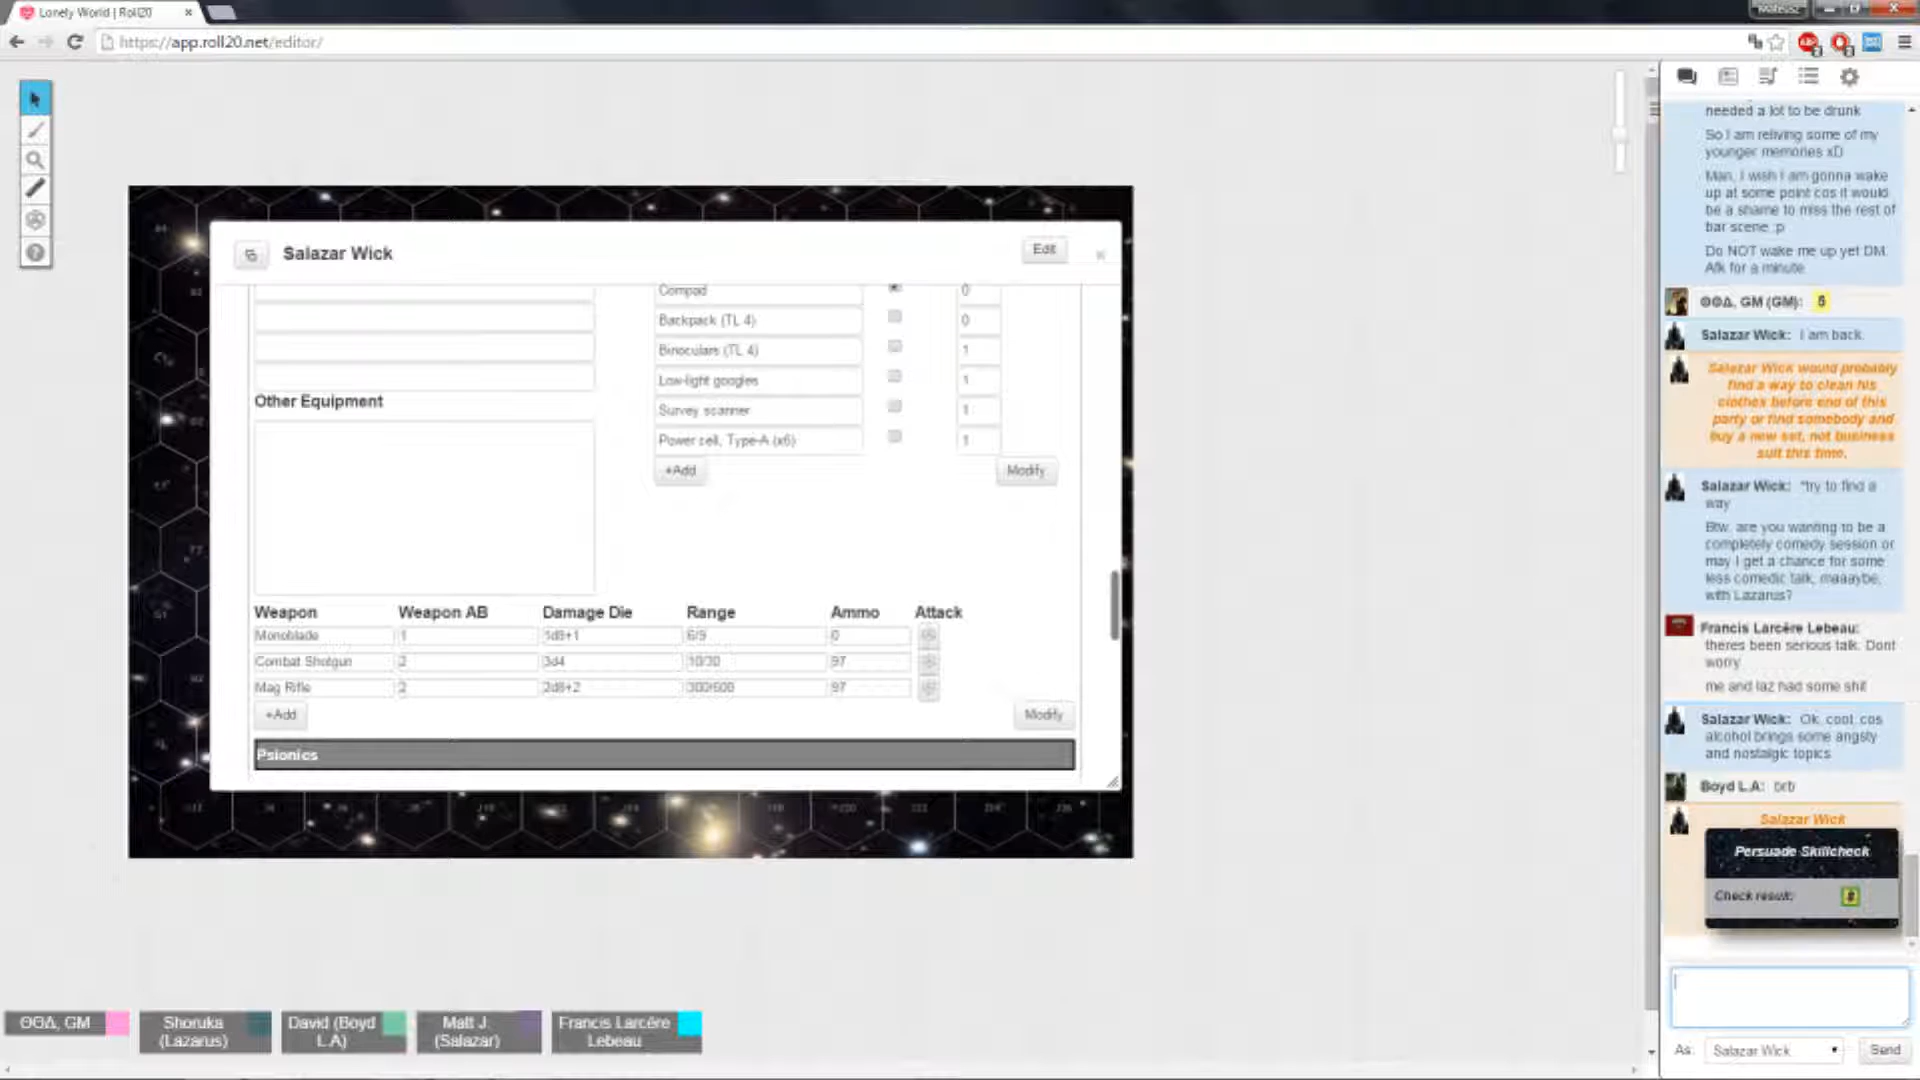 Lonely World | Roll20
Mateusz
https://app.roll20.net/editor/
Salazar Wick
Edit
Compad 0
Backpack (TL 4) 0
Binoculars (TL 4) 1
Low-light googles 1
Survey scanner 1
Power cell, Type-A (x6) 1
+Add
Modify
Other Equipment
Weapon Weapon AB Damage Die Range Ammo Attack
Monoblade 1 1d8+1 6/9 0
Combat Shotgun 2 3d4 10/30 97
Mag Rifle 2 2d8+2 300/600 97
+Add
Modify
Psionics
needed a lot to be drunk
So I am reliving some of my
younger memories xD
Man, I wish I am gonna wake
up at some point cos it would
be a shame to miss the rest of
bar scene :p
Do NOT wake me up yet DM.
Afk for a minute
ΘΘΔ, GM (GM):
Salazar Wick: I am back.
Salazar Wick would probably
find a way to clean his
clothes before end of this
party or find somebody and
buy a new set, not business
suit this time.
Salazar Wick: *try to find a
way
Btw, are you wanting to be a
completely comedy session or
may I get a chance for some
less comedic talk, maaaybe,
with Lazarus?
Francis Larcére Lebeau:
theres been serious talk. Dont
worry
me and laz had some shit
Salazar Wick: Ok, cool, cos
alcohol brings some angsty
and nostalgic topics
Boyd L.A: brb
Salazar Wick
Persuade Skillcheck
Check result:
As: Salazar Wick
Send
ΘΘΔ, GM
Shoruka
(Lazarus)
David (Boyd
L.A)
Matt J.
(Salazar)
Francis Larcére
Lebeau